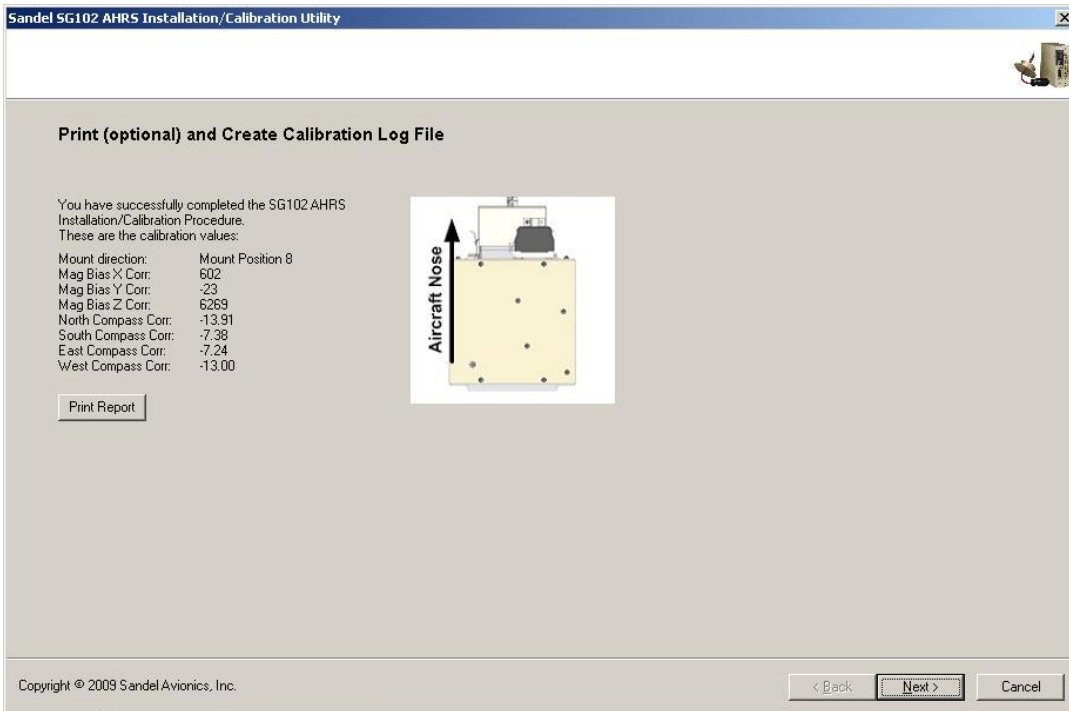 Sandel SG102 AHRS Installation/Calibration Utility
Print (optional) and Create Calibration Log File
You have successfully completed the SG102 AHRS
Installation/Calibration Procedure.
These are the calibration values:
Mount direction: Mount Position 8
Mag Bias X Corr: 602
Mag Bias Y Corr: -23
Mag Bias Z Corr: 6269
North Compass Corr: -13.91
South Compass Corr: -7.38
East Compass Corr: -7.24
West Compass Corr: -13.00
Print Report
Aircraft Nose
Copyright © 2009 Sandel Avionics, Inc.
< Back Next > Cancel